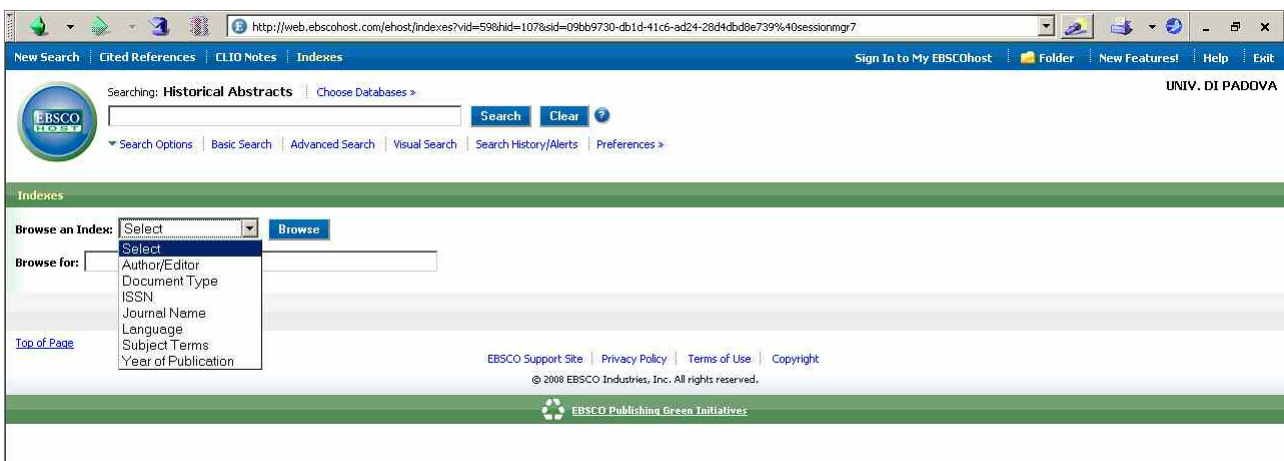 http://web.ebscohost.com/ehost/indexes?vid=59&hid=107&sid=09bb9730-db1d-41c6-ad24-28d4dbd8e739%40sessionmgr7
New Search Cited References CLIO Notes Indexes Sign In to My EBSCOhost Folder New Features! Help Exit
UNIV. DI PADOVA
EBSCO HOST
Searching: Historical Abstracts Choose Databases »
Search Clear ?
Search Options Basic Search Advanced Search Visual Search Search History/Alerts Preferences »
Indexes
Browse an Index: Select Browse
Browse for:
Select
Author/Editor
Document Type
ISSN
Journal Name
Language
Subject Terms
Year of Publication
Top of Page
EBSCO Support Site Privacy Policy Terms of Use Copyright
© 2008 EBSCO Industries, Inc. All rights reserved.
EBSCO Publishing Green Initiatives